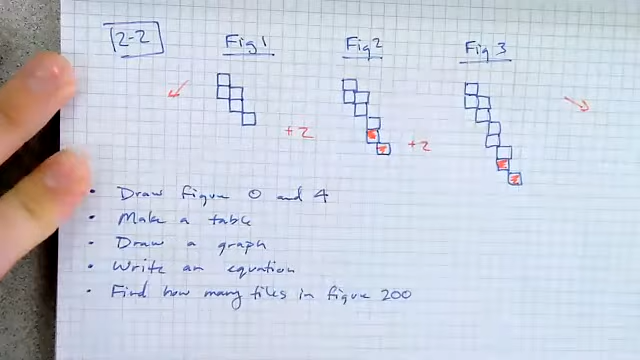 2-2
Fig 1 Fig 2 Fig 3
+2 +2
• Draw figure 0 and 4
• Make a table
• Draw a graph
• Write an equation
• Find how many tiles in figure 200